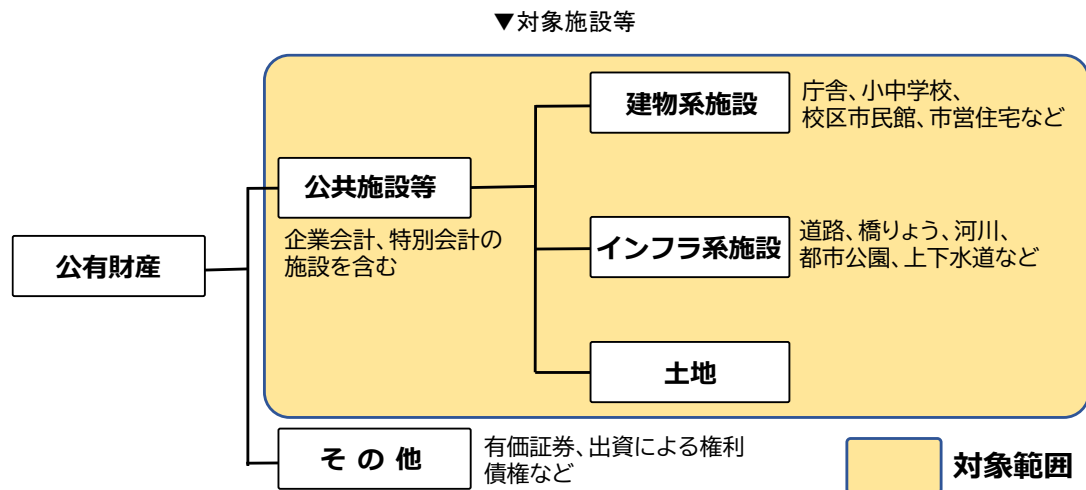 ▼対象施設等
建物系施設
庁舎、小中学校、
校区市民館、市営住宅など
公共施設等
企業会計、特別会計の
施設を含む
インフラ系施設
道路、橋りょう、河川、
都市公園、上下水道など
公有財産
土地
その他
有価証券、出資による権利
債権など
対象範囲